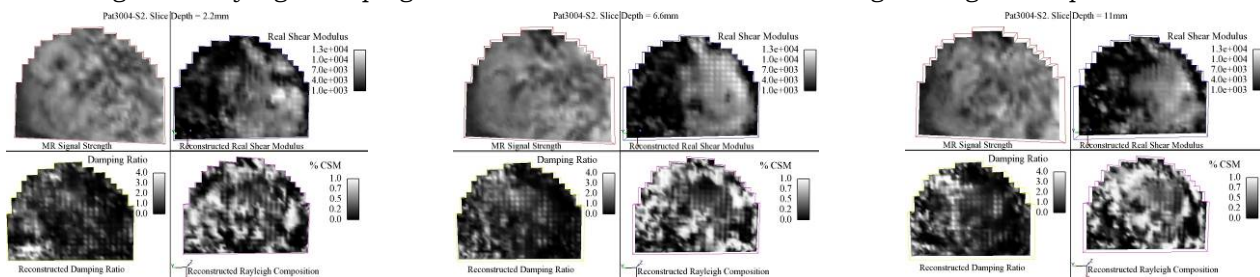 Pat3004-S2. Slice Depth = 2.2mm
Real Shear Modulus
1.3e+004
1.0e+004
7.0e+003
4.0e+003
1.0e+003
MR Signal Strength
Reconstructed Real Shear Modulus
Damping Ratio
4.0
3.0
2.0
1.0
0.0
% CSM
1.0
0.7
0.5
0.2
0.0
Reconstructed Damping Ratio
Reconstructed Rayleigh Composition
Pat3004-S2. Slice Depth = 6.6mm
Real Shear Modulus
1.3e+004
1.0e+004
7.0e+003
4.0e+003
1.0e+003
MR Signal Strength
Reconstructed Real Shear Modulus
Damping Ratio
4.0
3.0
2.0
1.0
0.0
% CSM
1.0
0.7
0.5
0.2
0.0
Reconstructed Damping Ratio
Reconstructed Rayleigh Composition
Pat3004-S2. Slice Depth = 11mm
Real Shear Modulus
1.3e+004
1.0e+004
7.0e+003
4.0e+003
1.0e+003
MR Signal Strength
Reconstructed Real Shear Modulus
Damping Ratio
4.0
3.0
2.0
1.0
0.0
% CSM
1.0
0.7
0.5
0.2
0.0
Reconstructed Damping Ratio
Reconstructed Rayleigh Composition